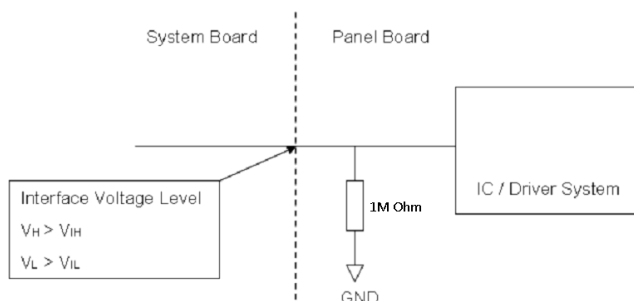 System Board
Panel Board
Interface Voltage Level
VH > VIH
VL > VIL
1M Ohm
IC / Driver System
GND